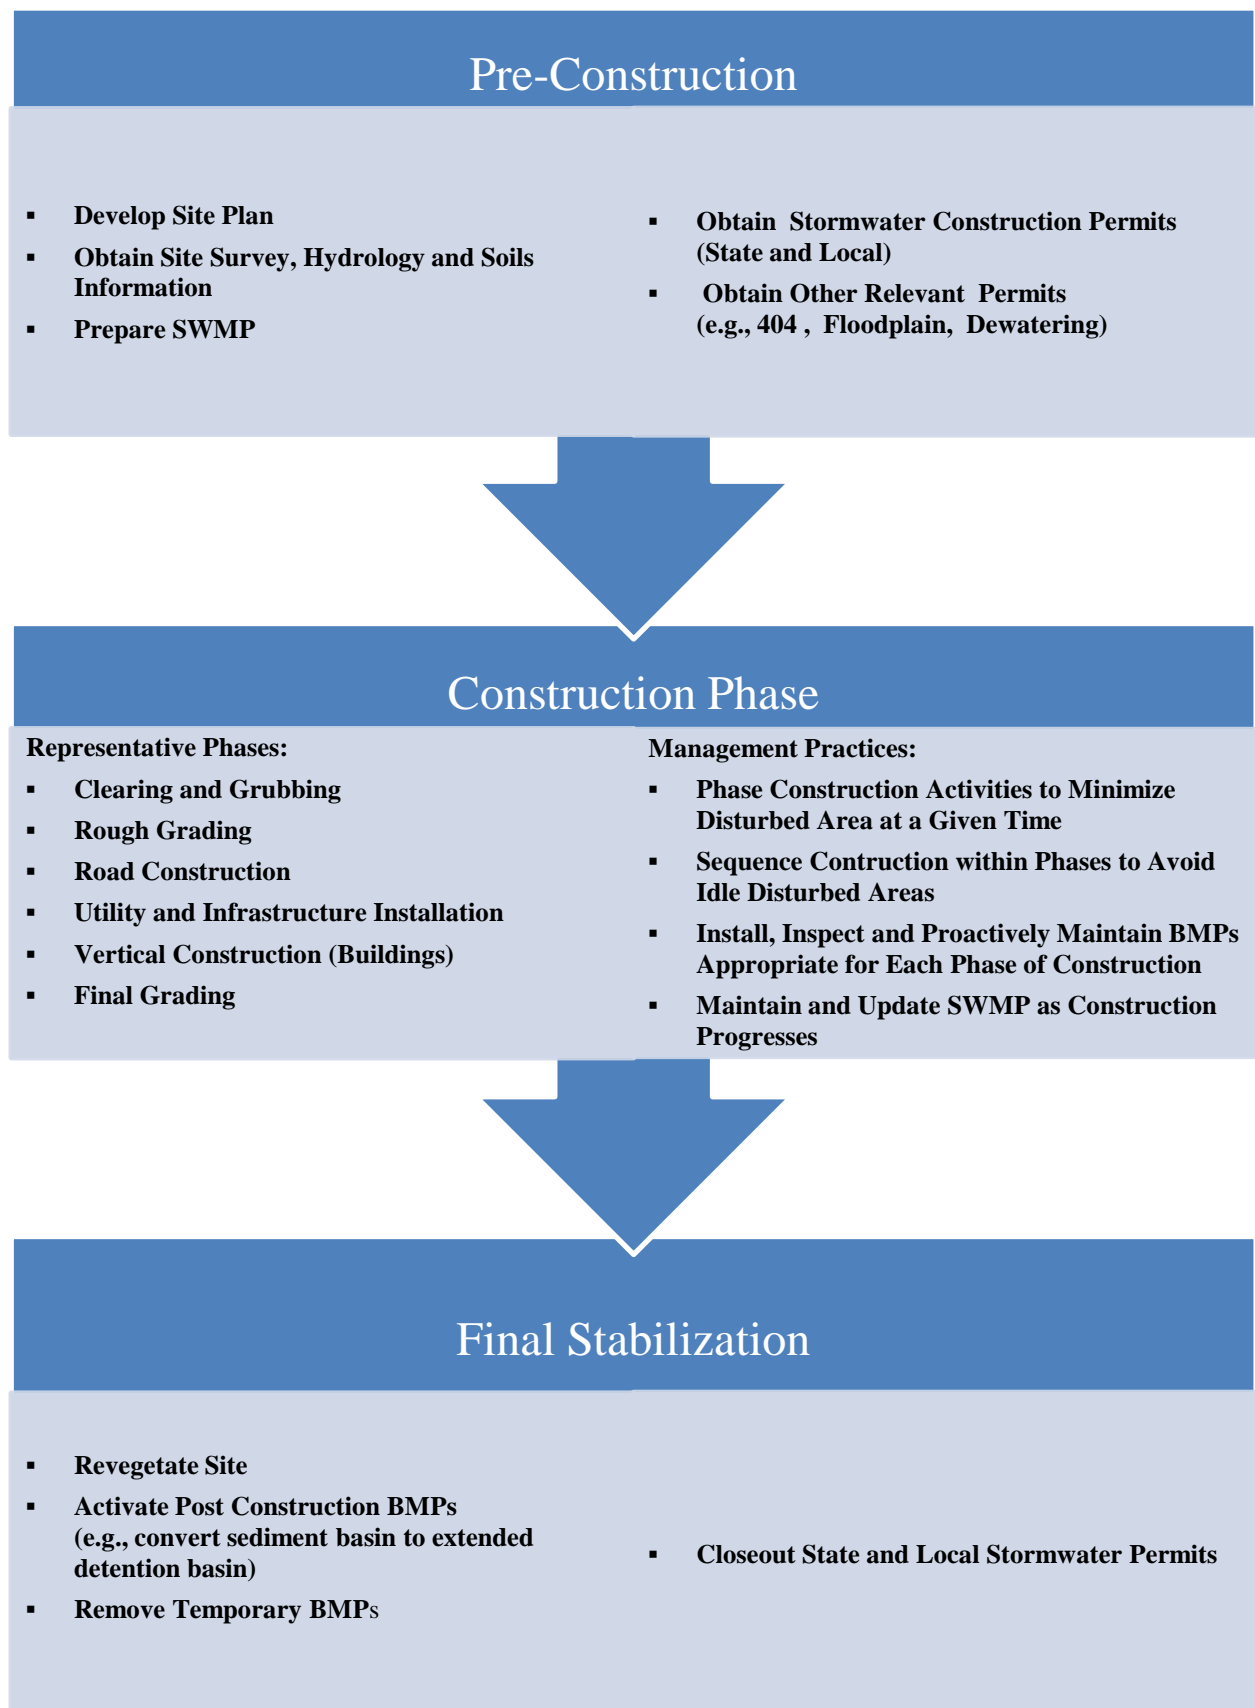 Pre-Construction
▪ Develop Site Plan
▪ Obtain Site Survey, Hydrology and Soils
Information
▪ Prepare SWMP
▪ Obtain Stormwater Construction Permits
(State and Local)
▪ Obtain Other Relevant Permits
(e.g., 404 , Floodplain, Dewatering)
Construction Phase
Representative Phases:
▪ Clearing and Grubbing
▪ Rough Grading
▪ Road Construction
▪ Utility and Infrastructure Installation
▪ Vertical Construction (Buildings)
▪ Final Grading
Management Practices:
▪ Phase Construction Activities to Minimize
Disturbed Area at a Given Time
▪ Sequence Contruction within Phases to Avoid
Idle Disturbed Areas
▪ Install, Inspect and Proactively Maintain BMPs
Appropriate for Each Phase of Construction
▪ Maintain and Update SWMP as Construction
Progresses
Final Stabilization
▪ Revegetate Site
▪ Activate Post Construction BMPs
(e.g., convert sediment basin to extended
detention basin)
▪ Remove Temporary BMPs
▪ Closeout State and Local Stormwater Permits